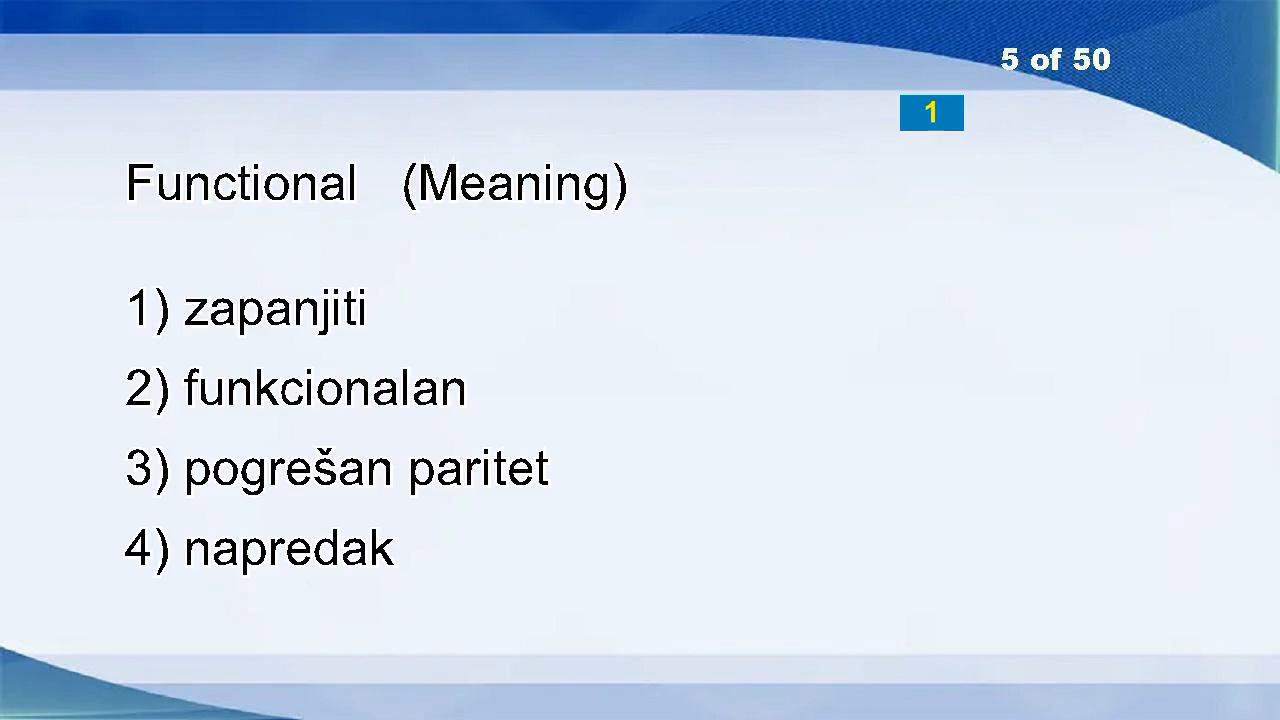 5 of 50
1
Functional (Meaning)
1) zapanjiti
2) funkcionalan
3) pogrešan paritet
4) napredak